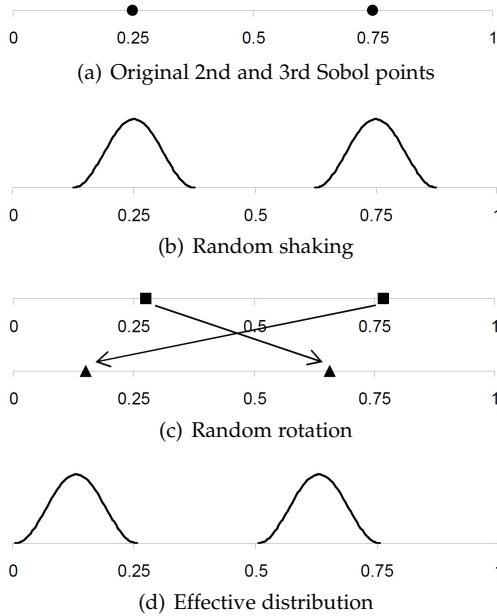 0 0.25 0.5 0.75 1
(a) Original 2nd and 3rd Sobol points
0 0.25 0.5 0.75 1
(b) Random shaking
0 0.25 0.5 0.75 1
0 0.25 0.5 0.75 1
(c) Random rotation
0 0.25 0.5 0.75 1
(d) Effective distribution